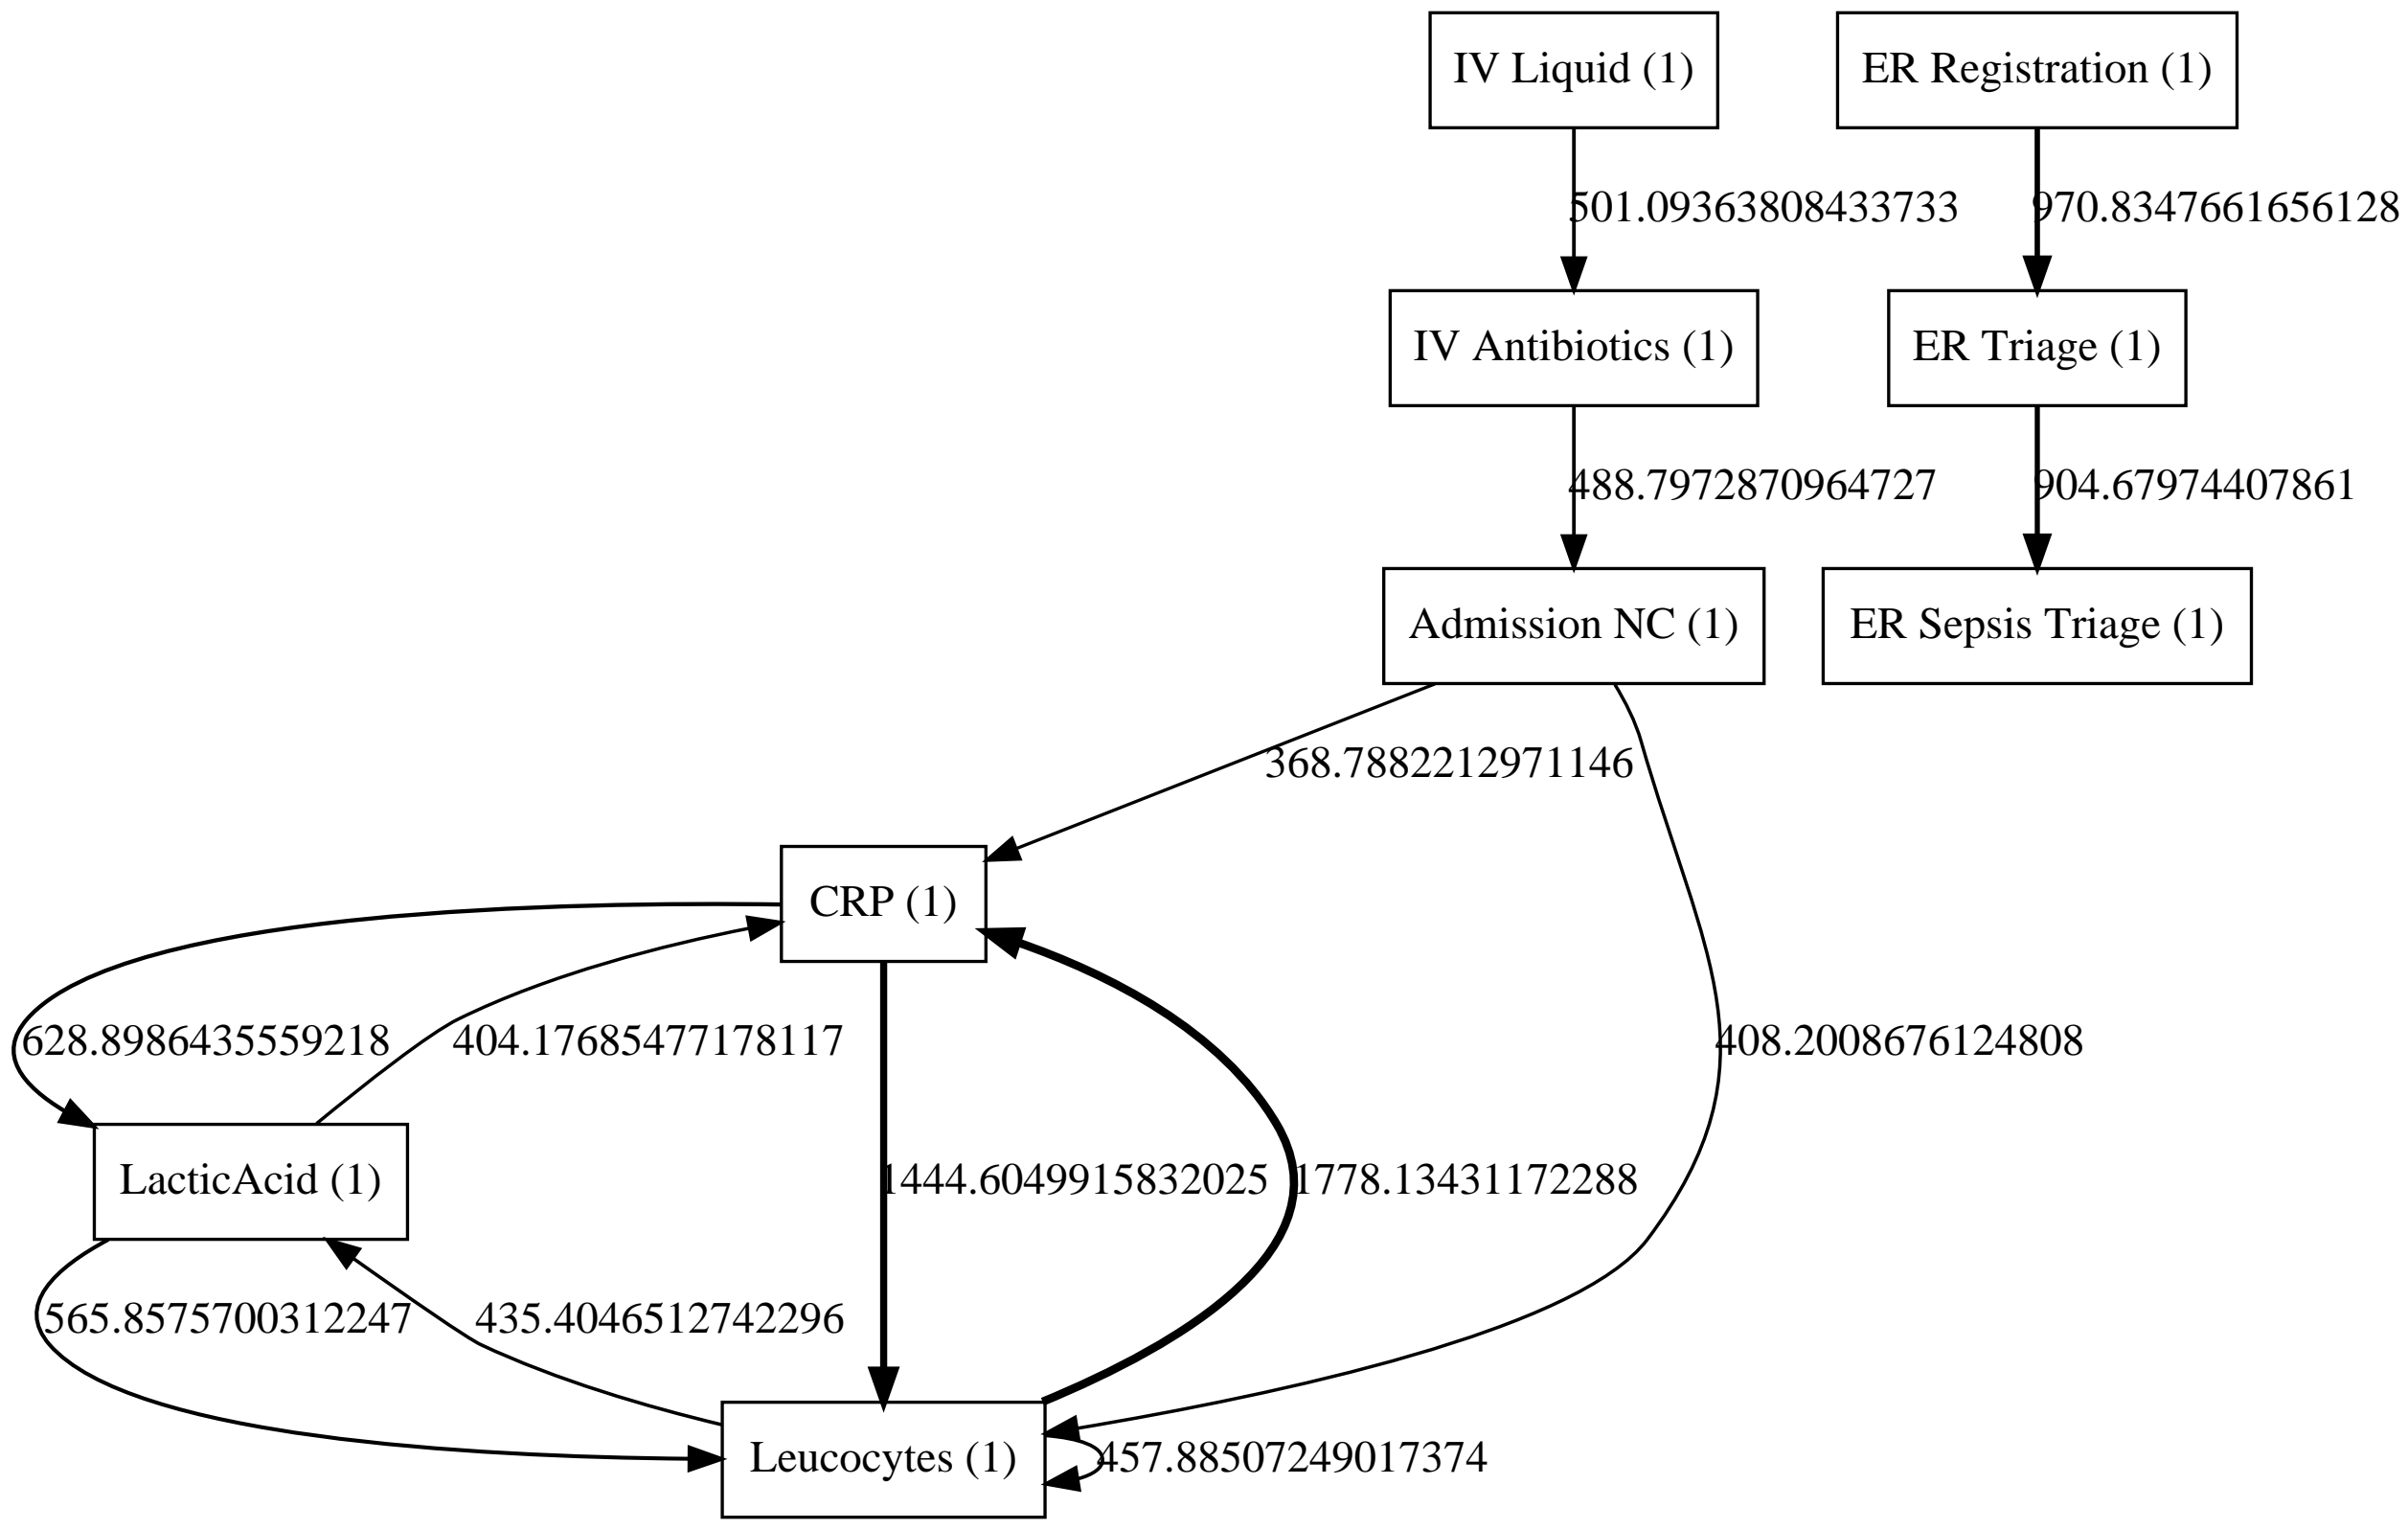 IV Liquid (1)
ER Registration (1)
501.09363808433733
970.8347661656128
IV Antibiotics (1)
ER Triage (1)
488.7972870964727
904.67974407861
Admission NC (1)
ER Sepsis Triage (1)
368.7882212971146
CRP (1)
628.8986435559218
404.17685477178117
408.2008676124808
LacticAcid (1)
1444.6049915832025
1778.13431172288
565.8575700312247
435.4046512742296
Leucocytes (1)
457.88507249017374